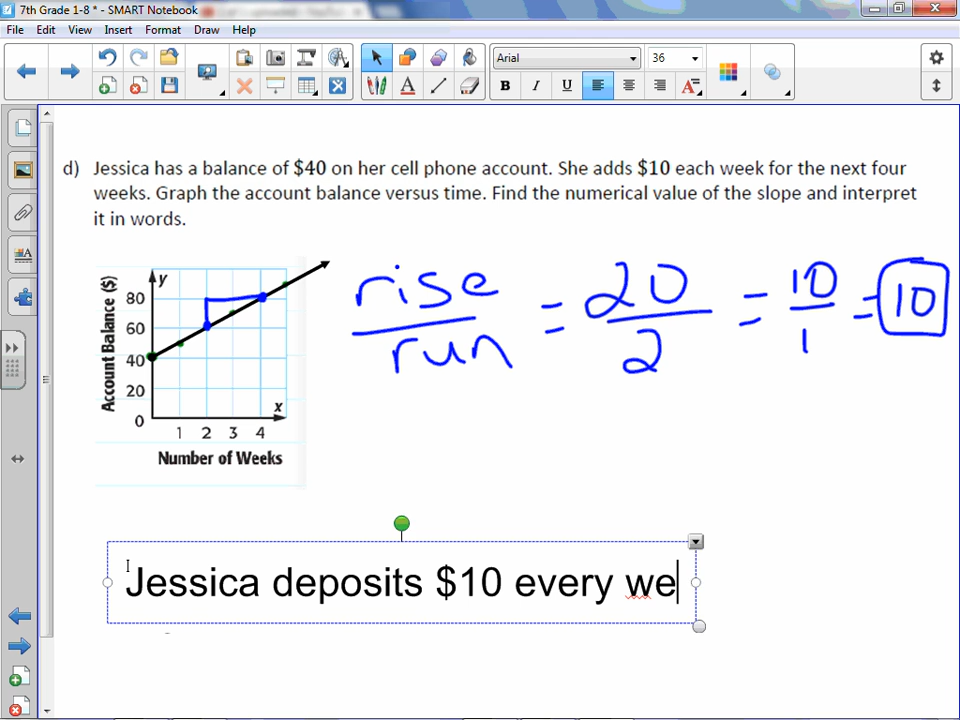 7th Grade 1-8 * - SMART Notebook
File Edit View Insert Format Draw Help
Arial 36
B I U
d) Jessica has a balance of $40 on her cell phone account. She adds $10 each week for the next four
weeks. Graph the account balance versus time. Find the numerical value of the slope and interpret
it in words.
y
80
60
40
20
0
x
1 2 3 4
Account Balance ($)
Number of Weeks
rise/run = 20/2 = 10/1 = 10
Jessica deposits $10 every we